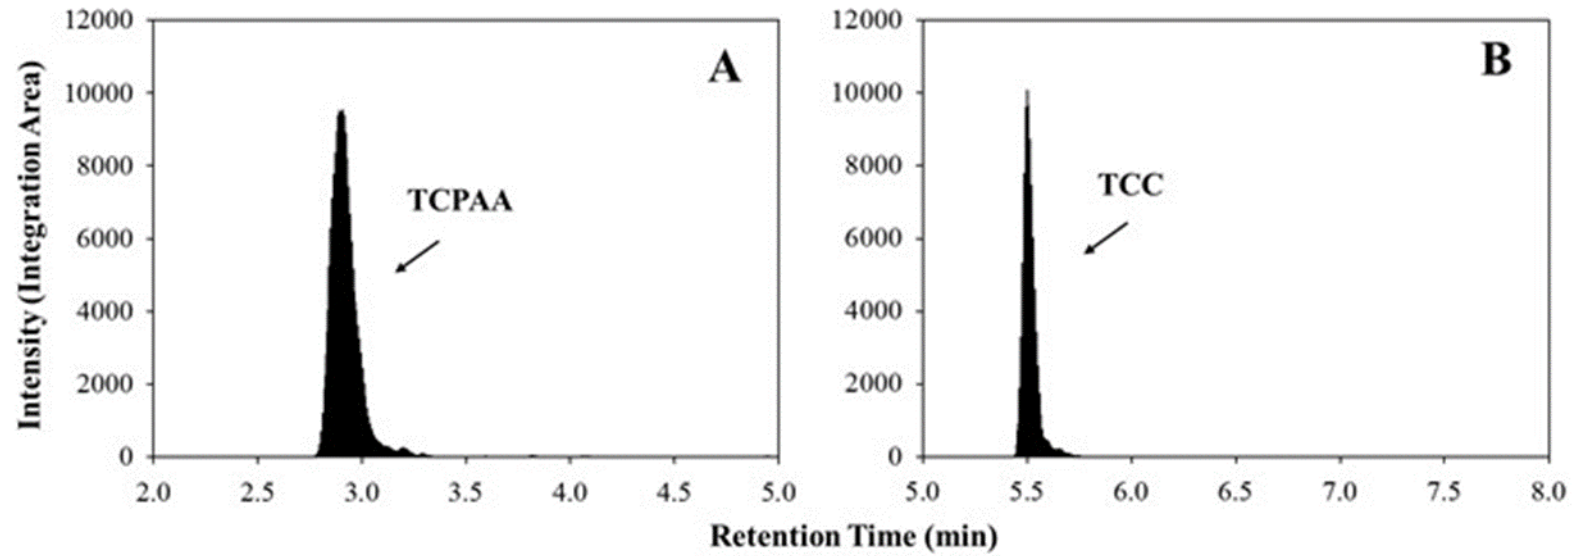 Intensity (Integration Area)
12000
10000
8000
6000
4000
2000
0
2.0 2.5 3.0 3.5 4.0 4.5 5.0
A
TCPAA
12000
10000
8000
6000
4000
2000
0
5.0 5.5 6.0 6.5 7.0 7.5 8.0
B
TCC
Retention Time (min)